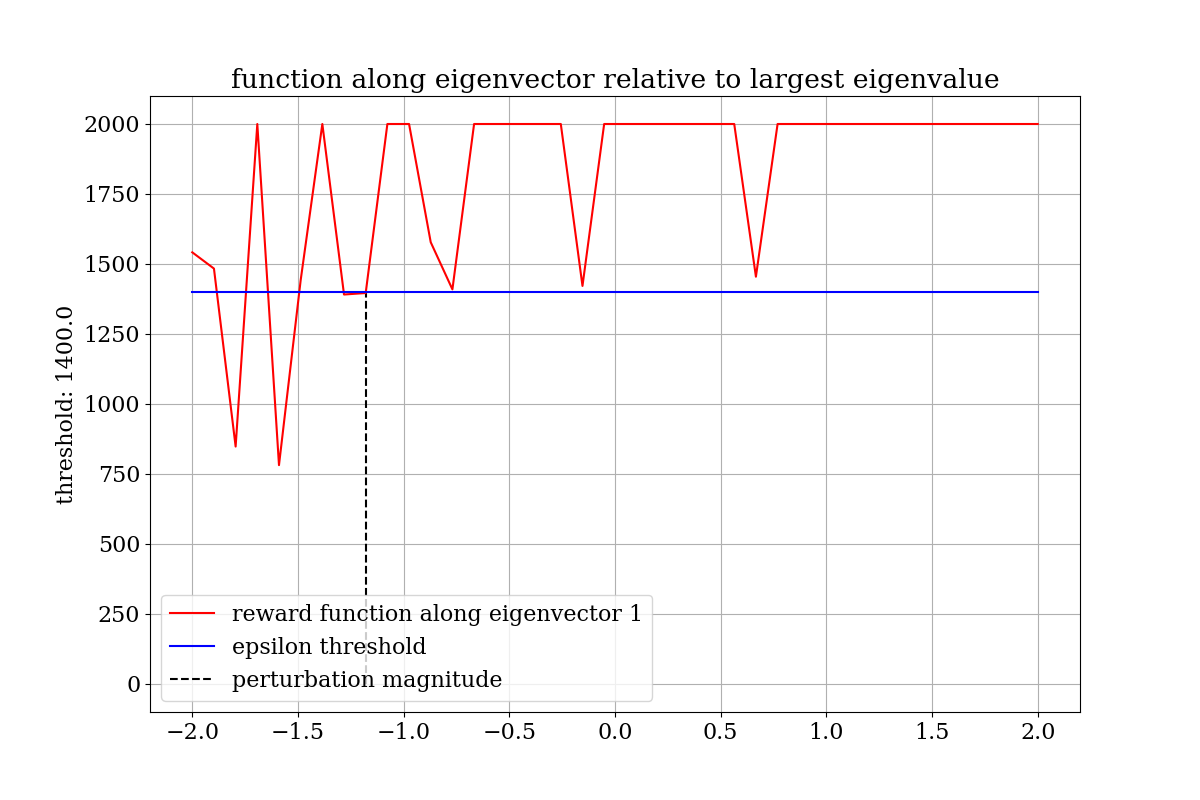 function along eigenvector relative to largest eigenvalue
2000
1750
1500
1250
1000
750
500
250
0
threshold: 1400.0
reward function along eigenvector 1
epsilon threshold
perturbation magnitude
−2.0 −1.5 −1.0 −0.5 0.0 0.5 1.0 1.5 2.0